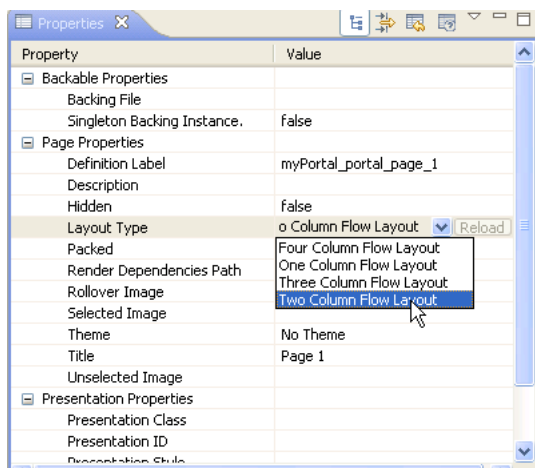 Properties
Property Value
Backable Properties
Backing File
Singleton Backing Instance. false
Page Properties
Definition Label myPortal_portal_page_1
Description
Hidden false
Layout Type o Column Flow Layout Reload
Packed
Four Column Flow Layout
Render Dependencies Path
One Column Flow Layout
Rollover Image
Three Column Flow Layout
Selected Image
Two Column Flow Layout
Theme No Theme
Title Page 1
Unselected Image
Presentation Properties
Presentation Class
Presentation ID
Presentation Style